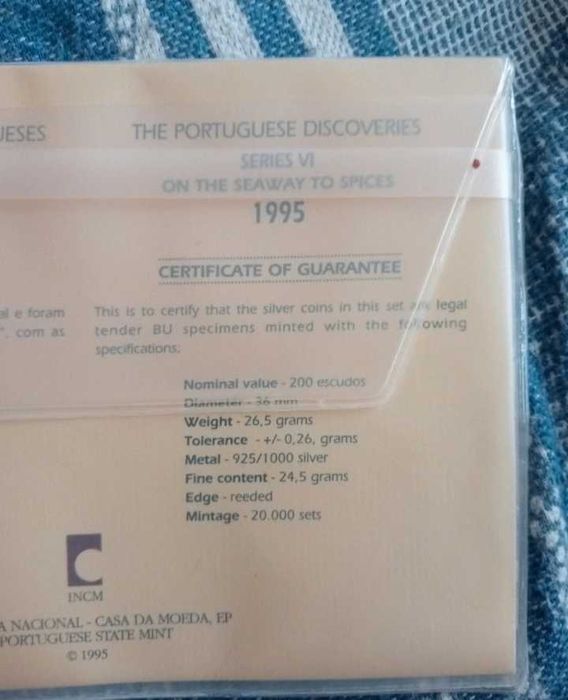 UESES
THE PORTUGUESE DISCOVERIES
SERIES VI
ON THE SEAWAY TO SPICES
1995
CERTIFICATE OF GUARANTEE
al e foram This is to certify that the silver coins in this set are legal
", com as tender BU specimens minted with the following
specifications:
Nominal value - 200 escudos
Diameter - 36 mm
Weight - 26,5 grams
Tolerance - +/- 0,26, grams
Metal - 925/1000 silver
Fine content - 24,5 grams
Edge - reeded
Mintage - 20.000 sets
INCM
A NACIONAL - CASA DA MOEDA, EP
PORTUGUESE STATE MINT
© 1995